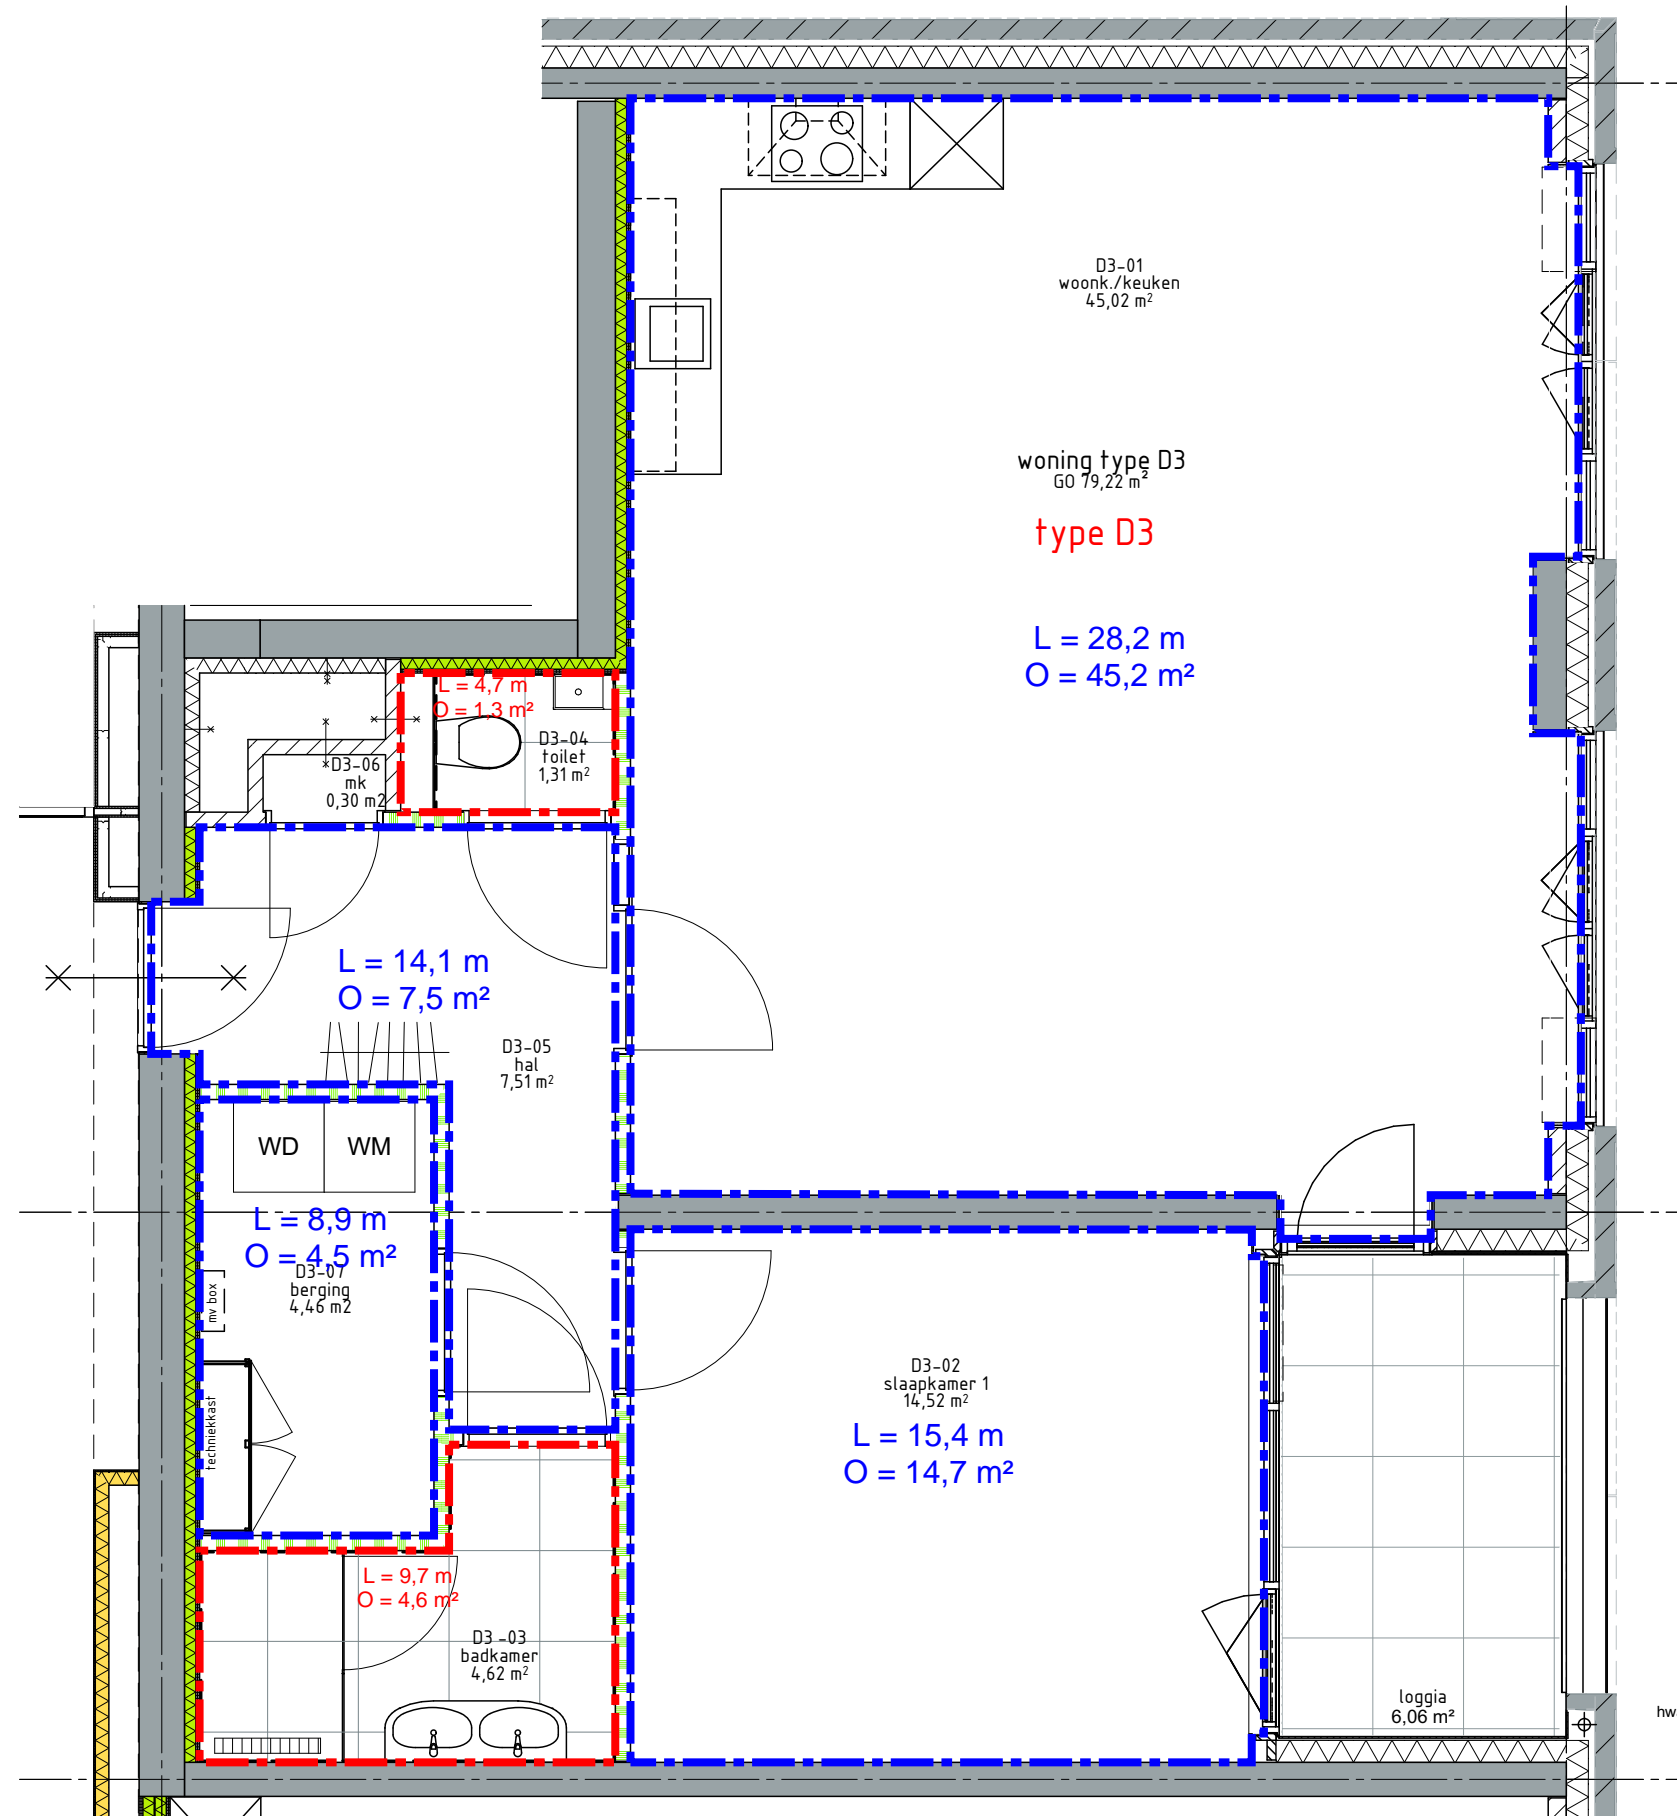 D3-01
woonk./keuken
45,02 m²
woning type D3
GO 79,22 m²
type D3
L = 28,2 m
O = 45,2 m²
L = 4,7 m
O = 1,3 m²
D3-04
toilet
1,31 m²
D3-06
mk
0,30 m2
L = 14,1 m
O = 7,5 m²
D3-05
hal
7,51 m²
WD WM
L = 8,9 m
O = 4,5 m²
D3-07
berging
4,46 m2
mv box
techniekkast
D3-02
slaapkamer 1
14,52 m²
L = 15,4 m
O = 14,7 m²
L = 9,7 m
O = 4,6 m²
D3 -03
badkamer
4,62 m²
loggia
6,06 m²
hw